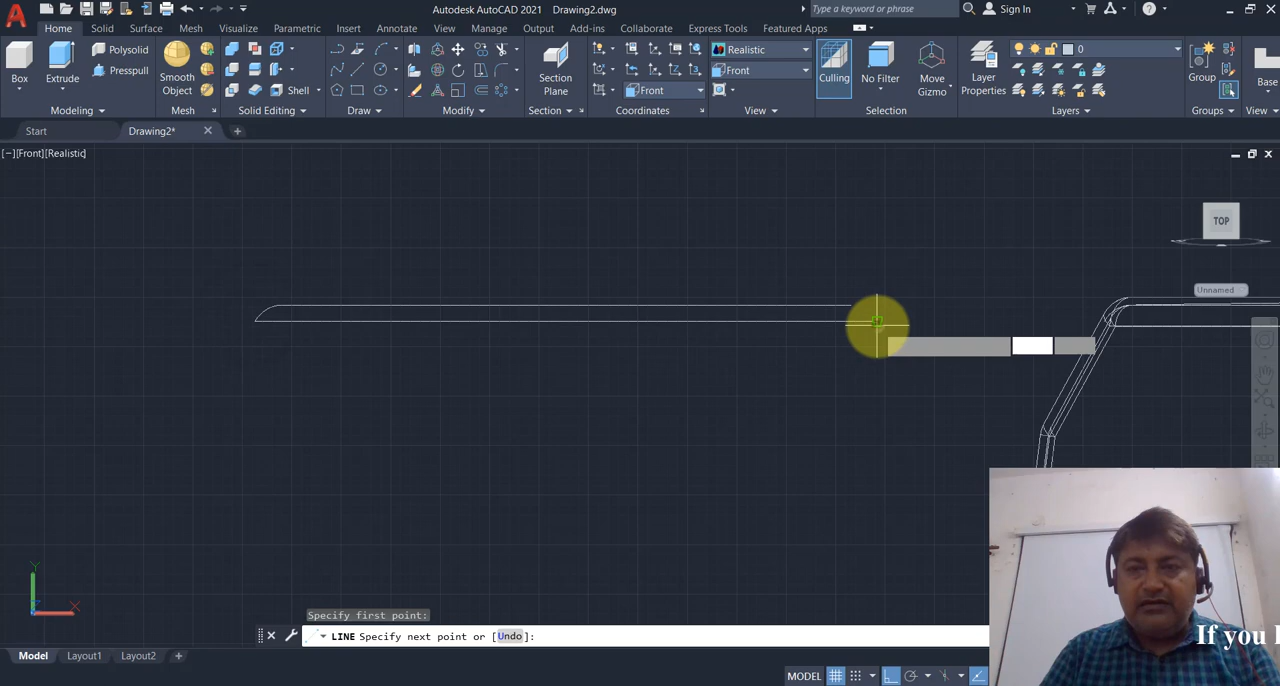 Autodesk AutoCAD 2021 Drawing2.dwg
Type a keyword or phrase
Sign In
Home Solid Surface Mesh Visualize Parametric Insert Annotate View Manage Output Add-ins Collaborate Express Tools Featured Apps
Box
Extrude
Polysolid
Presspull
Smooth
Object
Shell
Section
Plane
Front
Realistic
Front
Culling
No Filter
Move
Gizmo
Layer
Properties
0
Group
Base
Modeling
Mesh
Solid Editing
Draw
Modify
Section
Coordinates
View
Selection
Layers
Groups
View
Start
Drawing2*
[−][Front][Realistic]
TOP
Unnamed
Y
X
Specify first point:
LINE Specify next point or [Undo]:
If you
Model Layout1 Layout2
MODEL